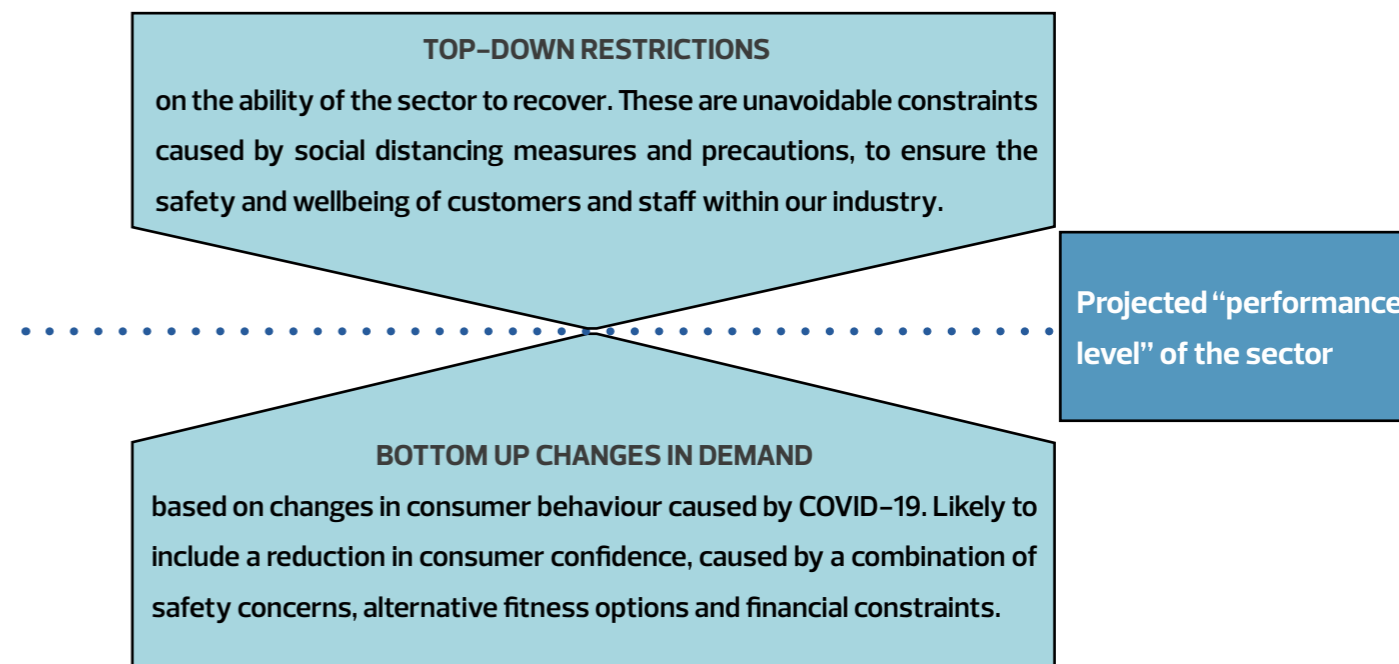 TOP–DOWN RESTRICTIONS
on the ability of the sector to recover. These are unavoidable constraints
caused by social distancing measures and precautions, to ensure the
safety and wellbeing of customers and staff within our industry.
Projected “performance
level” of the sector
BOTTOM UP CHANGES IN DEMAND
based on changes in consumer behaviour caused by COVID–19. Likely to
include a reduction in consumer confidence, caused by a combination of
safety concerns, alternative fitness options and financial constraints.